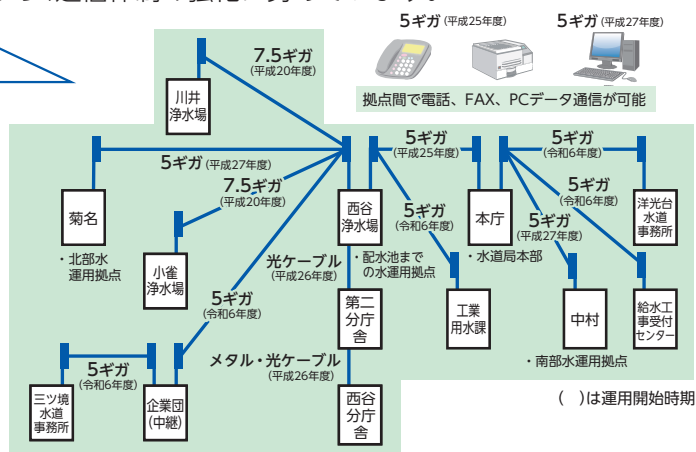 5ギガ(平成25年度)
5ギガ(平成27年度)
拠点間で電話、FAX、PCデータ通信が可能
7.5ギガ
(平成20年度)
川井
浄水場
5ギガ(平成27年度)
7.5ギガ
(平成20年度)
5ギガ
(平成25年度)
5ギガ
(令和6年度)
菊名
・北部水
運用拠点
小雀
浄水場
西谷
浄水場
・配水池まで
の水運用拠点
5ギガ
(令和6年度)
本庁
・水道局本部
5ギガ
(令和6年度)
5ギガ
(平成27年度)
洋光台
水道
事務所
光ケーブル
(平成26年度)
5ギガ
(令和6年度)
第二
分庁
舎
工業
用水課
中村
・南部水運用拠点
給水工
事受付
センター
メタル・光ケーブル
(平成26年度)
5ギガ
(令和6年度)
三ツ境
水道
事務所
企業団
(中継)
西谷
分庁
舎
( )は運用開始時期